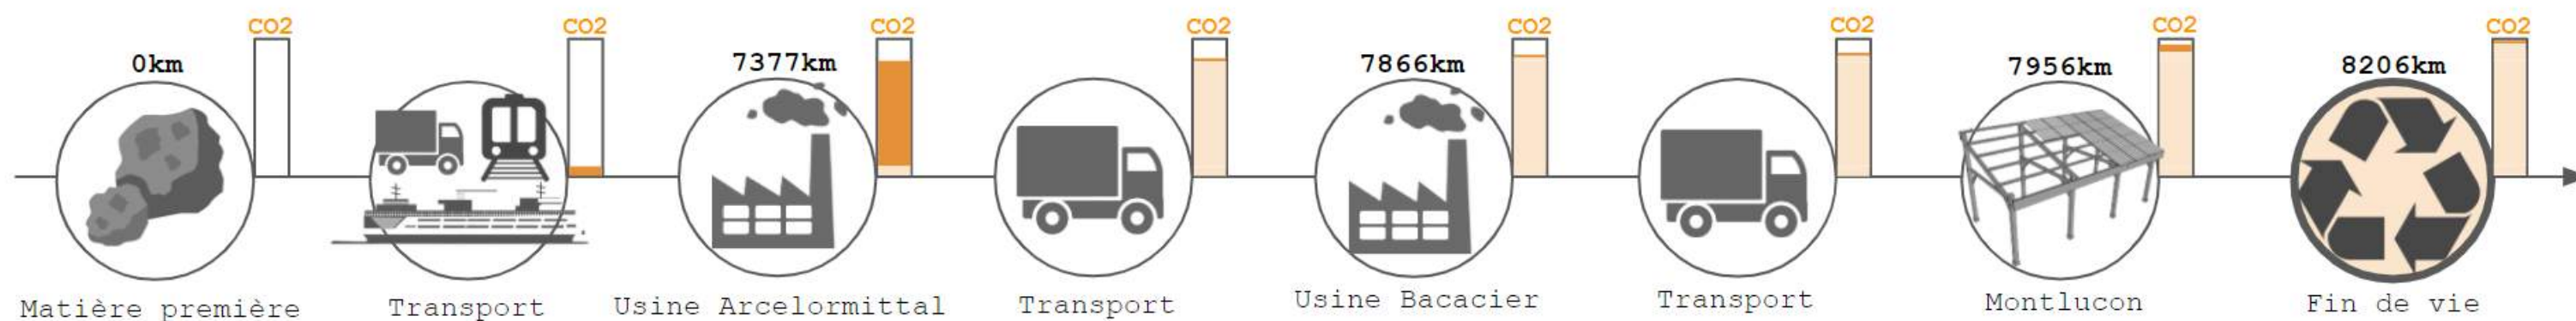 CO2 CO2 CO2 CO2 CO2 CO2 CO2 CO2
0km 7377km 7866km 7956km 8206km
Matière première Transport Usine Arcelormittal Transport Usine Bacacier Transport Montlucon Fin de vie